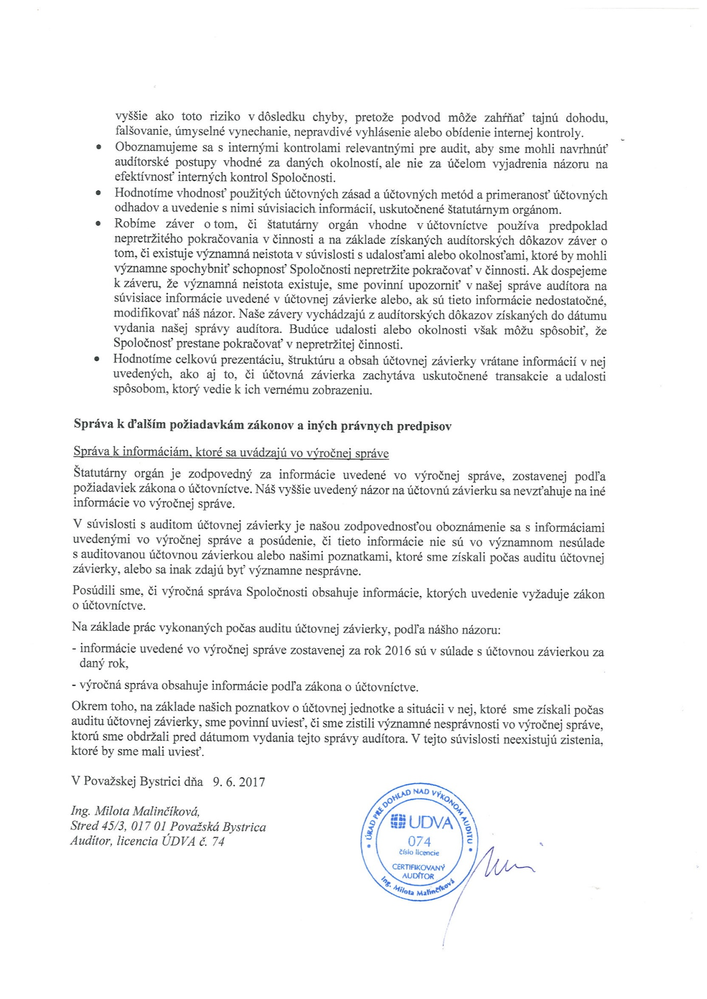 vyššie ako toto riziko v dôsledku chyby, pretože podvod môže zahŕňať tajnú dohodu,
falšovanie, úmyselné vynechanie, nepravdivé vyhlásenie alebo obídenie internej kontroly.
• Oboznamujeme sa s internými kontrolami relevantnými pre audit, aby sme mohli navrhnúť
audítorské postupy vhodné za daných okolností, ale nie za účelom vyjadrenia názoru na
efektívnosť interných kontrol Spoločnosti.
• Hodnotíme vhodnosť použitých účtovných zásad a účtovných metód a primeranosť účtovných
odhadov a uvedenie s nimi súvisiacich informácií, uskutočnené štatutárnym orgánom.
• Robíme záver o tom, či štatutárny orgán vhodne v účtovníctve používa predpoklad
nepretržitého pokračovania v činnosti a na základe získaných audítorských dôkazov záver o
tom, či existuje významná neistota v súvislosti s udalosťami alebo okolnosťami, ktoré by mohli
významne spochybniť schopnosť Spoločnosti nepretržite pokračovať v činnosti. Ak dospejeme
k záveru, že významná neistota existuje, sme povinní upozorniť v našej správe audítora na
súvisiace informácie uvedené v účtovnej závierke alebo, ak sú tieto informácie nedostatočné,
modifikovať náš názor. Naše závery vychádzajú z audítorských dôkazov získaných do dátumu
vydania našej správy audítora. Budúce udalosti alebo okolnosti však môžu spôsobiť, že
Spoločnosť prestane pokračovať v nepretržitej činnosti.
• Hodnotíme celkovú prezentáciu, štruktúru a obsah účtovnej závierky vrátane informácií v nej
uvedených, ako aj to, či účtovná závierka zachytáva uskutočnené transakcie a udalosti
spôsobom, ktorý vedie k ich vernému zobrazeniu.
Správa k ďalším požiadavkám zákonov a iných právnych predpisov
Správa k informáciám, ktoré sa uvádzajú vo výročnej správe
Štatutárny orgán je zodpovedný za informácie uvedené vo výročnej správe, zostavenej podľa
požiadaviek zákona o účtovníctve. Náš vyššie uvedený názor na účtovnú závierku sa nevzťahuje na iné
informácie vo výročnej správe.
V súvislosti s auditom účtovnej závierky je našou zodpovednosťou oboznámenie sa s informáciami
uvedenými vo výročnej správe a posúdenie, či tieto informácie nie sú vo významnom nesúlade
s auditovanou účtovnou závierkou alebo našimi poznatkami, ktoré sme získali počas auditu účtovnej
závierky, alebo sa inak zdajú byť významne nesprávne.
Posúdili sme, či výročná správa Spoločnosti obsahuje informácie, ktorých uvedenie vyžaduje zákon
o účtovníctve.
Na základe prác vykonaných počas auditu účtovnej závierky, podľa nášho názoru:
- informácie uvedené vo výročnej správe zostavenej za rok 2016 sú v súlade s účtovnou závierkou za
daný rok,
- výročná správa obsahuje informácie podľa zákona o účtovníctve.
Okrem toho, na základe našich poznatkov o účtovnej jednotke a situácii v nej, ktoré sme získali počas
auditu účtovnej závierky, sme povinní uviesť, či sme zistili významné nesprávnosti vo výročnej správe,
ktorú sme obdržali pred dátumom vydania tejto správy audítora. V tejto súvislosti neexistujú zistenia,
ktoré by sme mali uviesť.
V Považskej Bystrici dňa 9. 6. 2017
Ing. Milota Malinčíková,
Stred 45/3, 017 01 Považská Bystrica
Audítor, licencia ÚDVA č. 74
• ÚRAD PRE DOHĽAD NAD VÝKONOM AUDITU •
UDVA
074
číslo licencie
CERTIFIKOVANÝ
AUDÍTOR
Ing. Milota Malinčíková